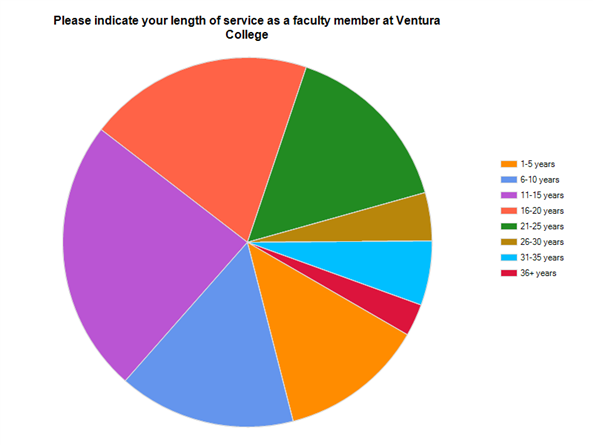 Please indicate your length of service as a faculty member at Ventura
College
1-5 years
6-10 years
11-15 years
16-20 years
21-25 years
26-30 years
31-35 years
36+ years